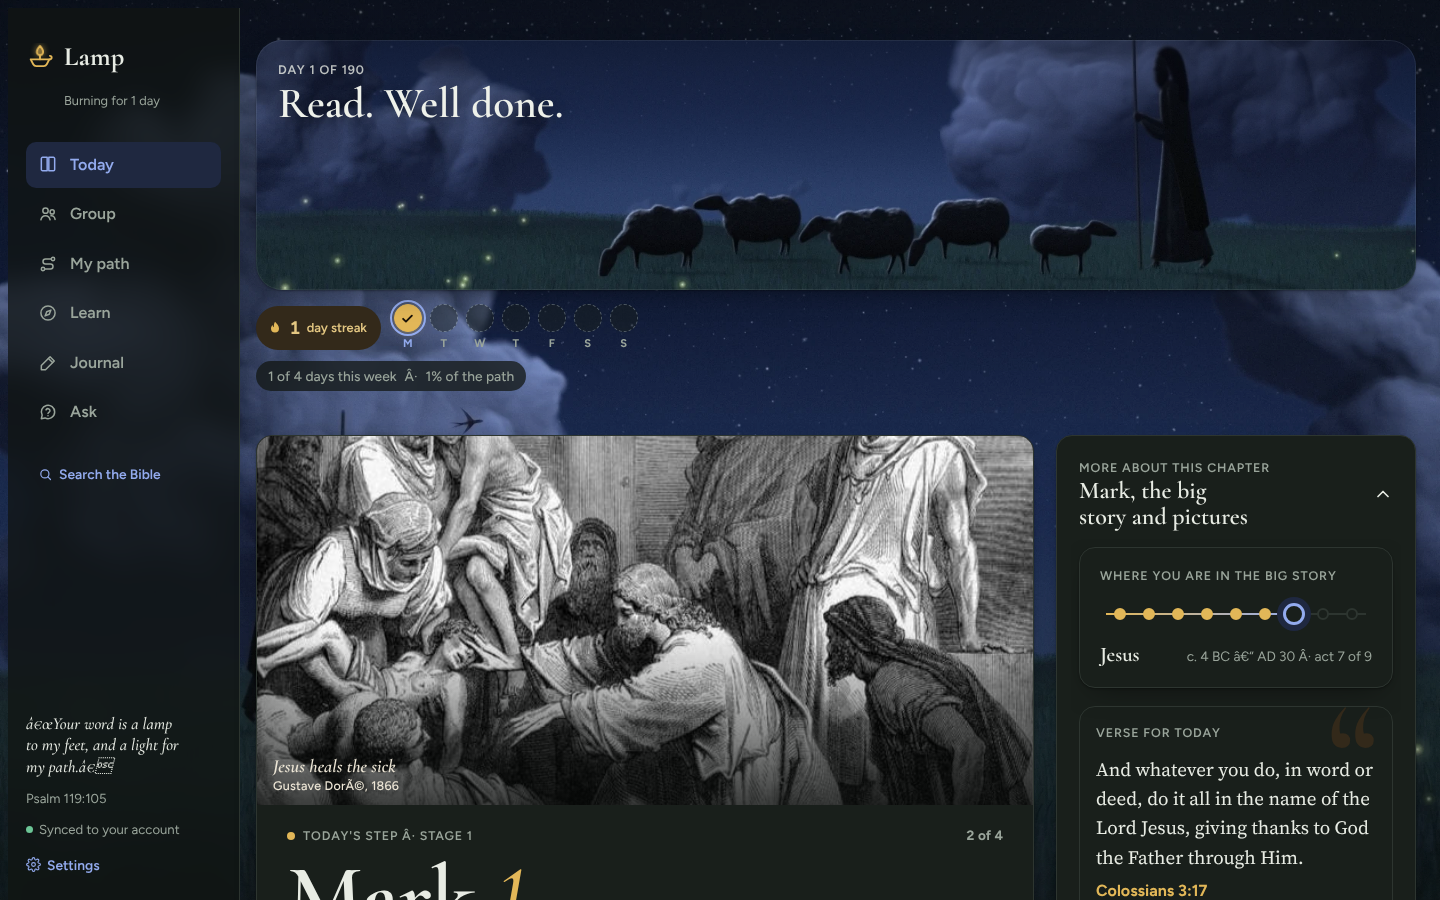 Lamp
Burning for 1 day
Today
Group
My path
Learn
Journal
Ask
Search the Bible
“Your word is a lamp
to my feet, and a light for
my path.â€
Psalm 119:105
Synced to your account
Settings
DAY 1 OF 190
Read. Well done.
1 day streak
M T W T F S S
1 of 4 days this week Â· 1% of the path
Jesus heals the sick
Gustave DorÃ©, 1866
TODAY'S STEP Â· STAGE 1
2 of 4
Mark 1
MORE ABOUT THIS CHAPTER
Mark, the big
story and pictures
WHERE YOU ARE IN THE BIG STORY
Jesus
c. 4 BC â€“ AD 30 Â· act 7 of 9
VERSE FOR TODAY
And whatever you do, in word or
deed, do it all in the name of the
Lord Jesus, giving thanks to God
the Father through Him.
Colossians 3:17